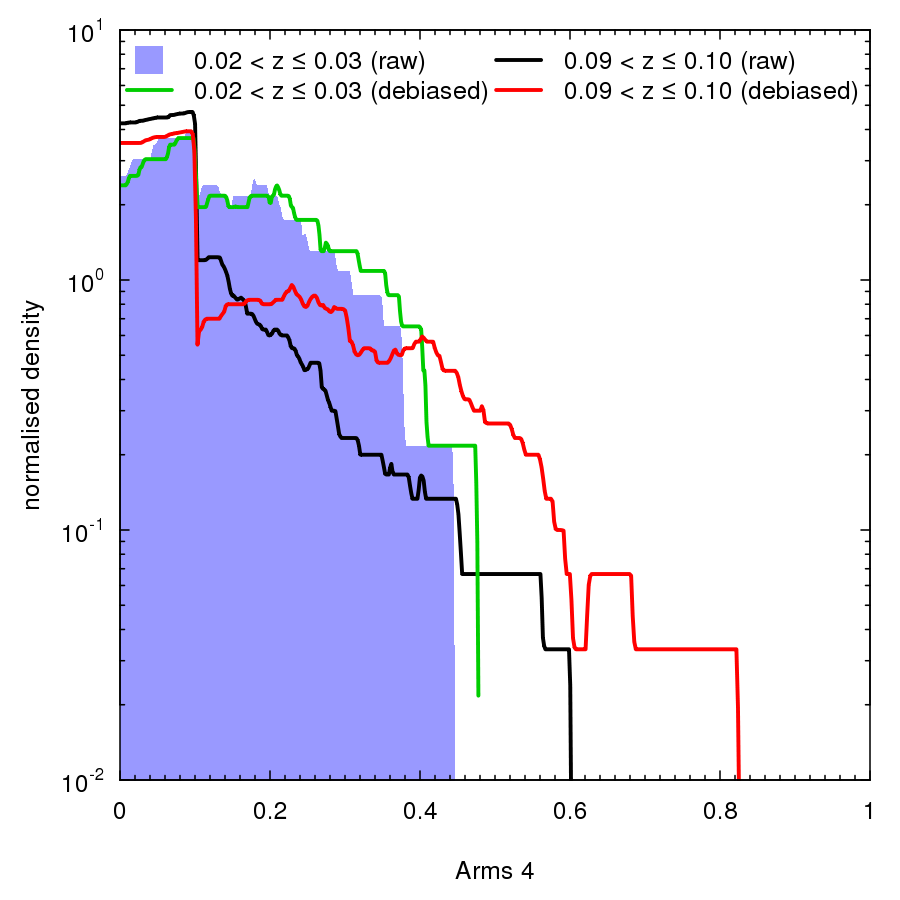 10^1
0.02 < z ≤ 0.03 (raw)
0.09 < z ≤ 0.10 (raw)
0.02 < z ≤ 0.03 (debiased)
0.09 < z ≤ 0.10 (debiased)
10^0
normalised density
10^-1
10^-2
0 0.2 0.4 0.6 0.8 1
Arms 4